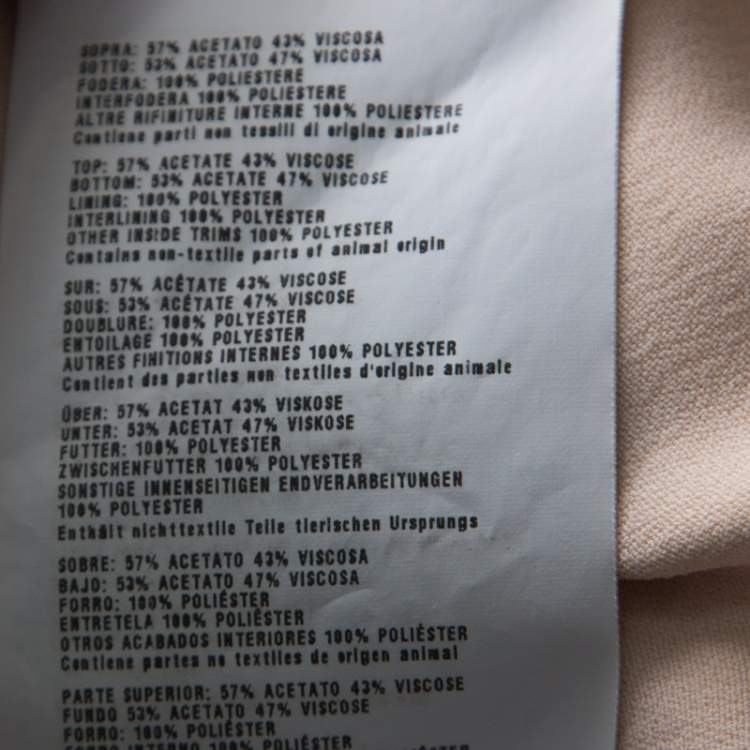 SOPRA: 57% ACETATO 43% VISCOSA
SOTTO: 53% ACETATO 47% VISCOSA
FODERA: 100% POLIESTERE
INTERFODERA 100% POLIESTERE
ALTRE RIFINITURE INTERNE 100% POLIESTERE
Contiene parti non tessili di origine animale
TOP: 57% ACETATE 43% VISCOSE
BOTTOM: 53% ACETATE 47% VISCOSE
LINING: 100% POLYESTER
INTERLINING 100% POLYESTER
OTHER INSIDE TRIMS 100% POLYESTER
Contains non-textile parts of animal origin
SUR: 57% ACÉTATE 43% VISCOSE
SOUS: 53% ACÉTATE 47% VISCOSE
DOUBLURE: 100% POLYESTER
ENTOILAGE 100% POLYESTER
AUTRES FINITIONS INTERNES 100% POLYESTER
Contient des parties non textiles d'origine animale
ÜBER: 57% ACETAT 43% VISKOSE
UNTER: 53% ACETAT 47% VISKOSE
FUTTER: 100% POLYESTER
ZWISCHENFUTTER 100% POLYESTER
SONSTIGE INNENSEITIGEN ENDVERARBEITUNGEN
100% POLYESTER
Enthält nichttextile Teile tierischen Ursprungs
SOBRE: 57% ACETATO 43% VISCOSA
BAJO: 53% ACETATO 47% VISCOSA
FORRO: 100% POLIÉSTER
ENTRETELA 100% POLIÉSTER
OTROS ACABADOS INTERIORES 100% POLIÉSTER
Contiene partes no textiles de origen animal
PARTE SUPERIOR: 57% ACETATO 43% VISCOSE
FUNDO 53% ACETATO 47% VISCOSE
FORRO: 100% POLIÉSTER
FORRO INTERNO 100% POLIÉSTER